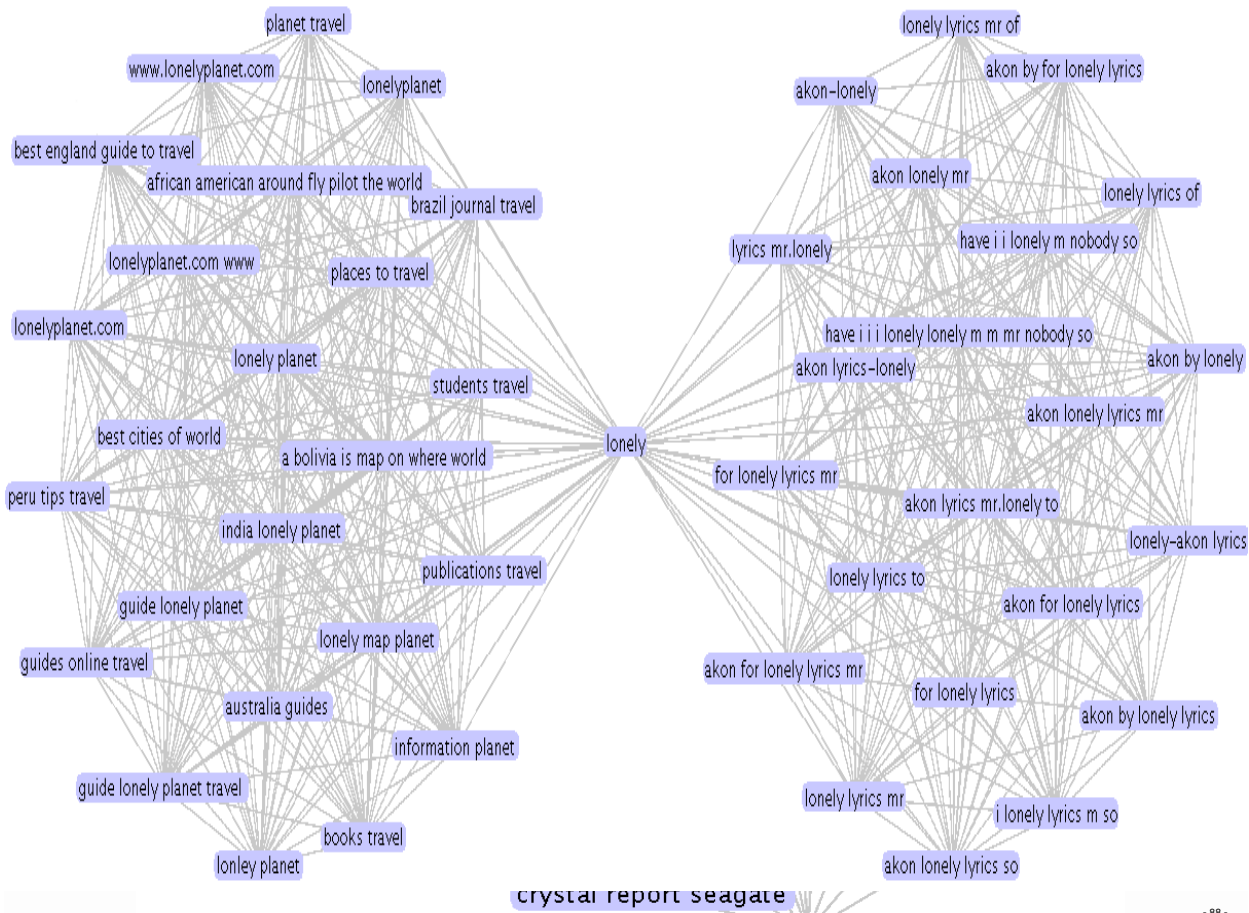 planet travel
www.lonelyplanet.com
lonelyplanet
best england guide to travel
african american around fly pilot the world
brazil journal travel
lonelyplanet.com www
places to travel
lonelyplanet.com
lonely planet
students travel
best cities of world
a bolivia is map on where world
peru tips travel
india lonely planet
publications travel
guide lonely planet
lonely map planet
guides online travel
australia guides
information planet
guide lonely planet travel
books travel
lonley planet
lonely
lonely lyrics mr of
akon by for lonely lyrics
akon-lonely
akon lonely mr
lonely lyrics of
have i i lonely m nobody so
lyrics mr.lonely
have i i i lonely lonely m m mr nobody so
akon lyrics-lonely
akon by lonely
akon lonely lyrics mr
for lonely lyrics mr
akon lyrics mr.lonely to
lonely-akon lyrics
lonely lyrics to
akon for lonely lyrics
akon for lonely lyrics mr
for lonely lyrics
akon by lonely lyrics
lonely lyrics mr
i lonely lyrics m so
akon lonely lyrics so
crystal report seagate